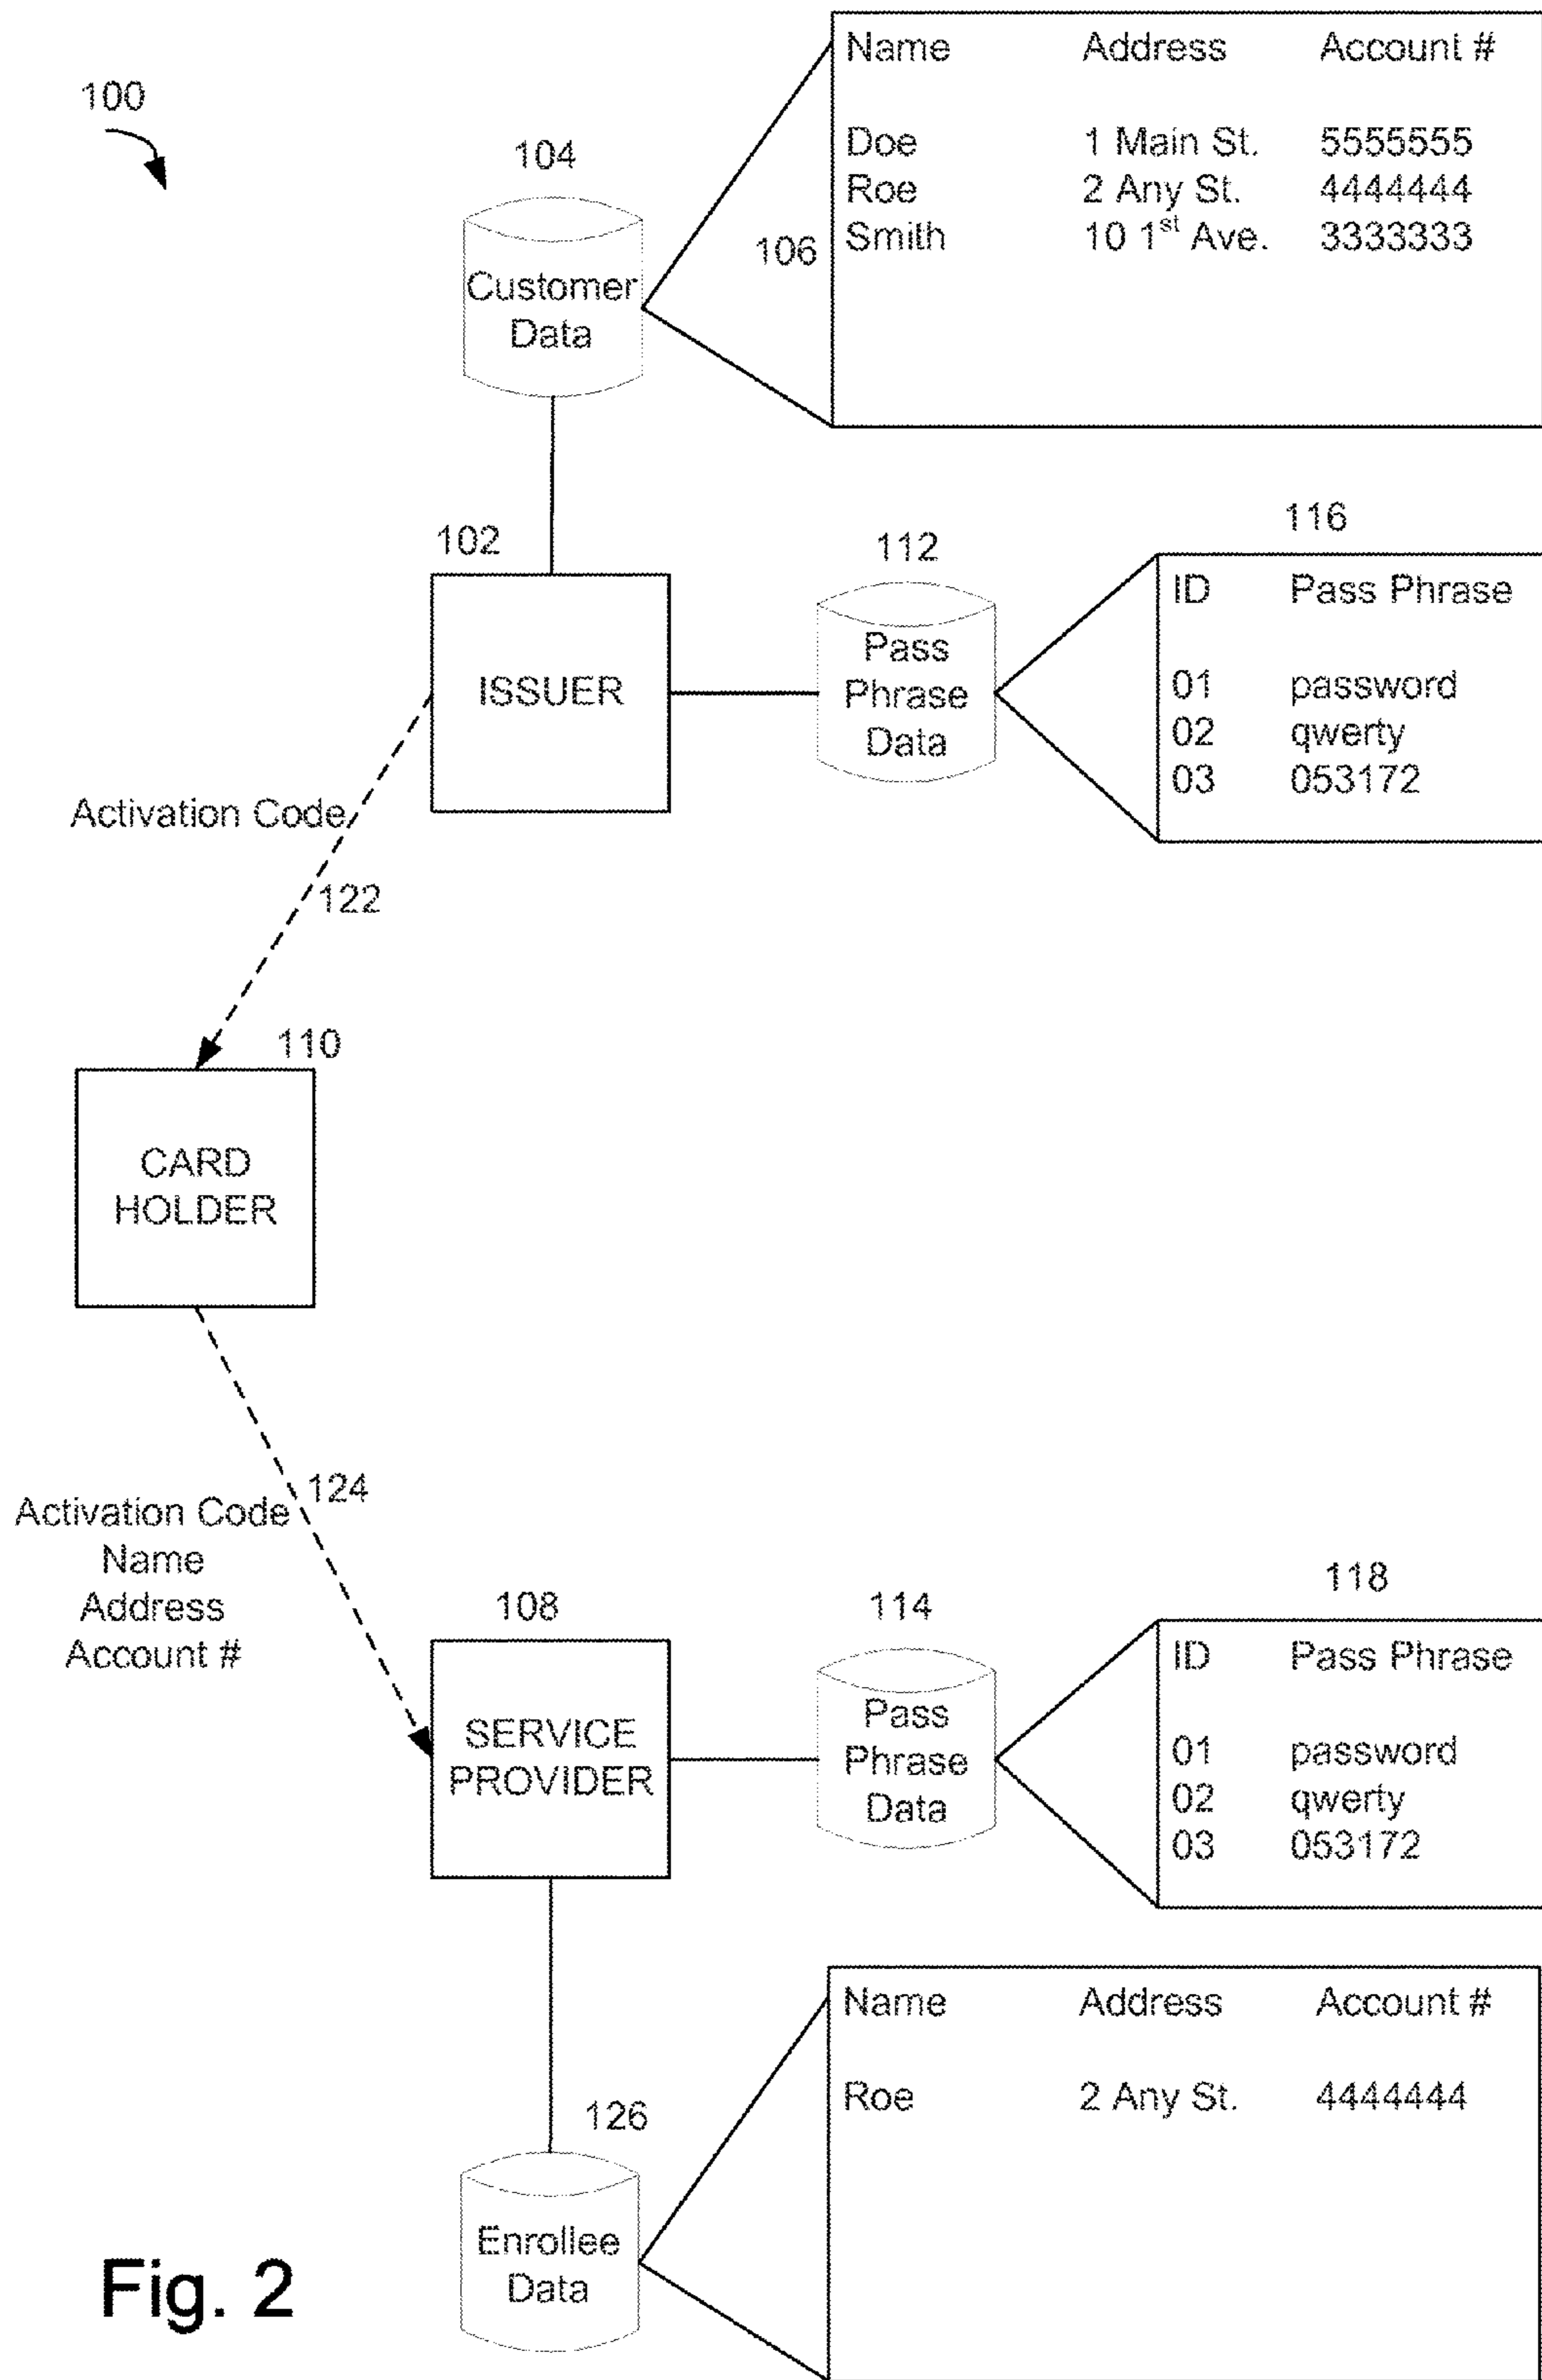 100
104
Customer
Data
106
Name Address Account #
Doe 1 Main St. 5555555
Roe 2 Any St. 4444444
Smith 10 1st Ave. 3333333
102
ISSUER
112
Pass
Phrase
Data
116
ID Pass Phrase
01 password
02 qwerty
03 053172
Activation Code
122
110
CARD
HOLDER
124
Activation Code
Name
Address
Account #
108
SERVICE
PROVIDER
114
Pass
Phrase
Data
118
ID Pass Phrase
01 password
02 qwerty
03 053172
126
Enrollee
Data
Name Address Account #
Roe 2 Any St. 4444444
Fig. 2